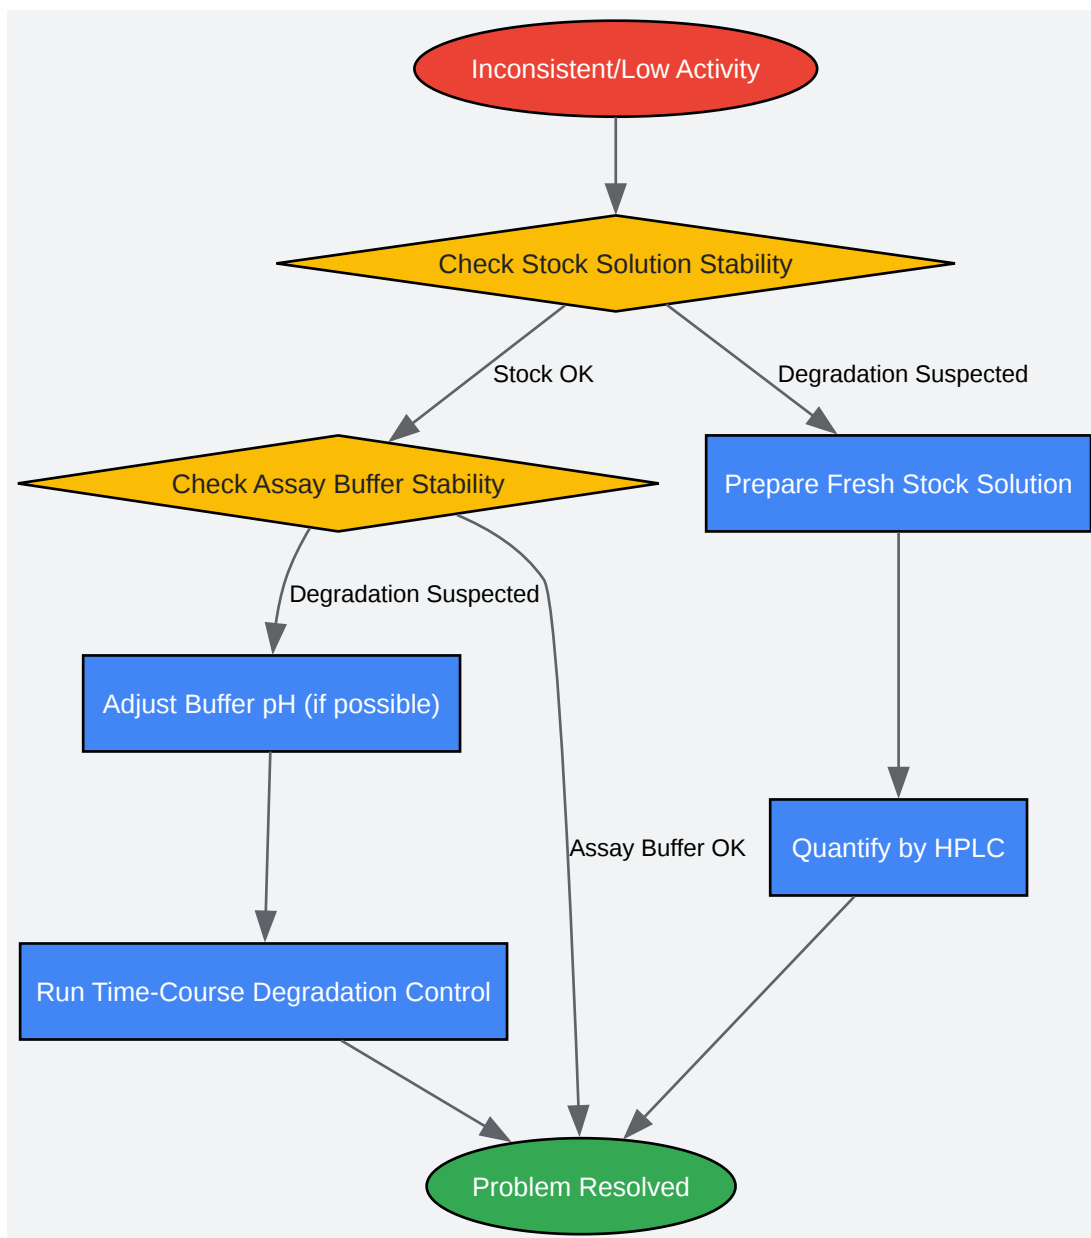 Inconsistent/Low Activity
Check Stock Solution Stability
Stock OK
Degradation Suspected
Check Assay Buffer Stability
Prepare Fresh Stock Solution
Degradation Suspected
Adjust Buffer pH (if possible)
Assay Buffer OK
Quantify by HPLC
Run Time-Course Degradation Control
Problem Resolved